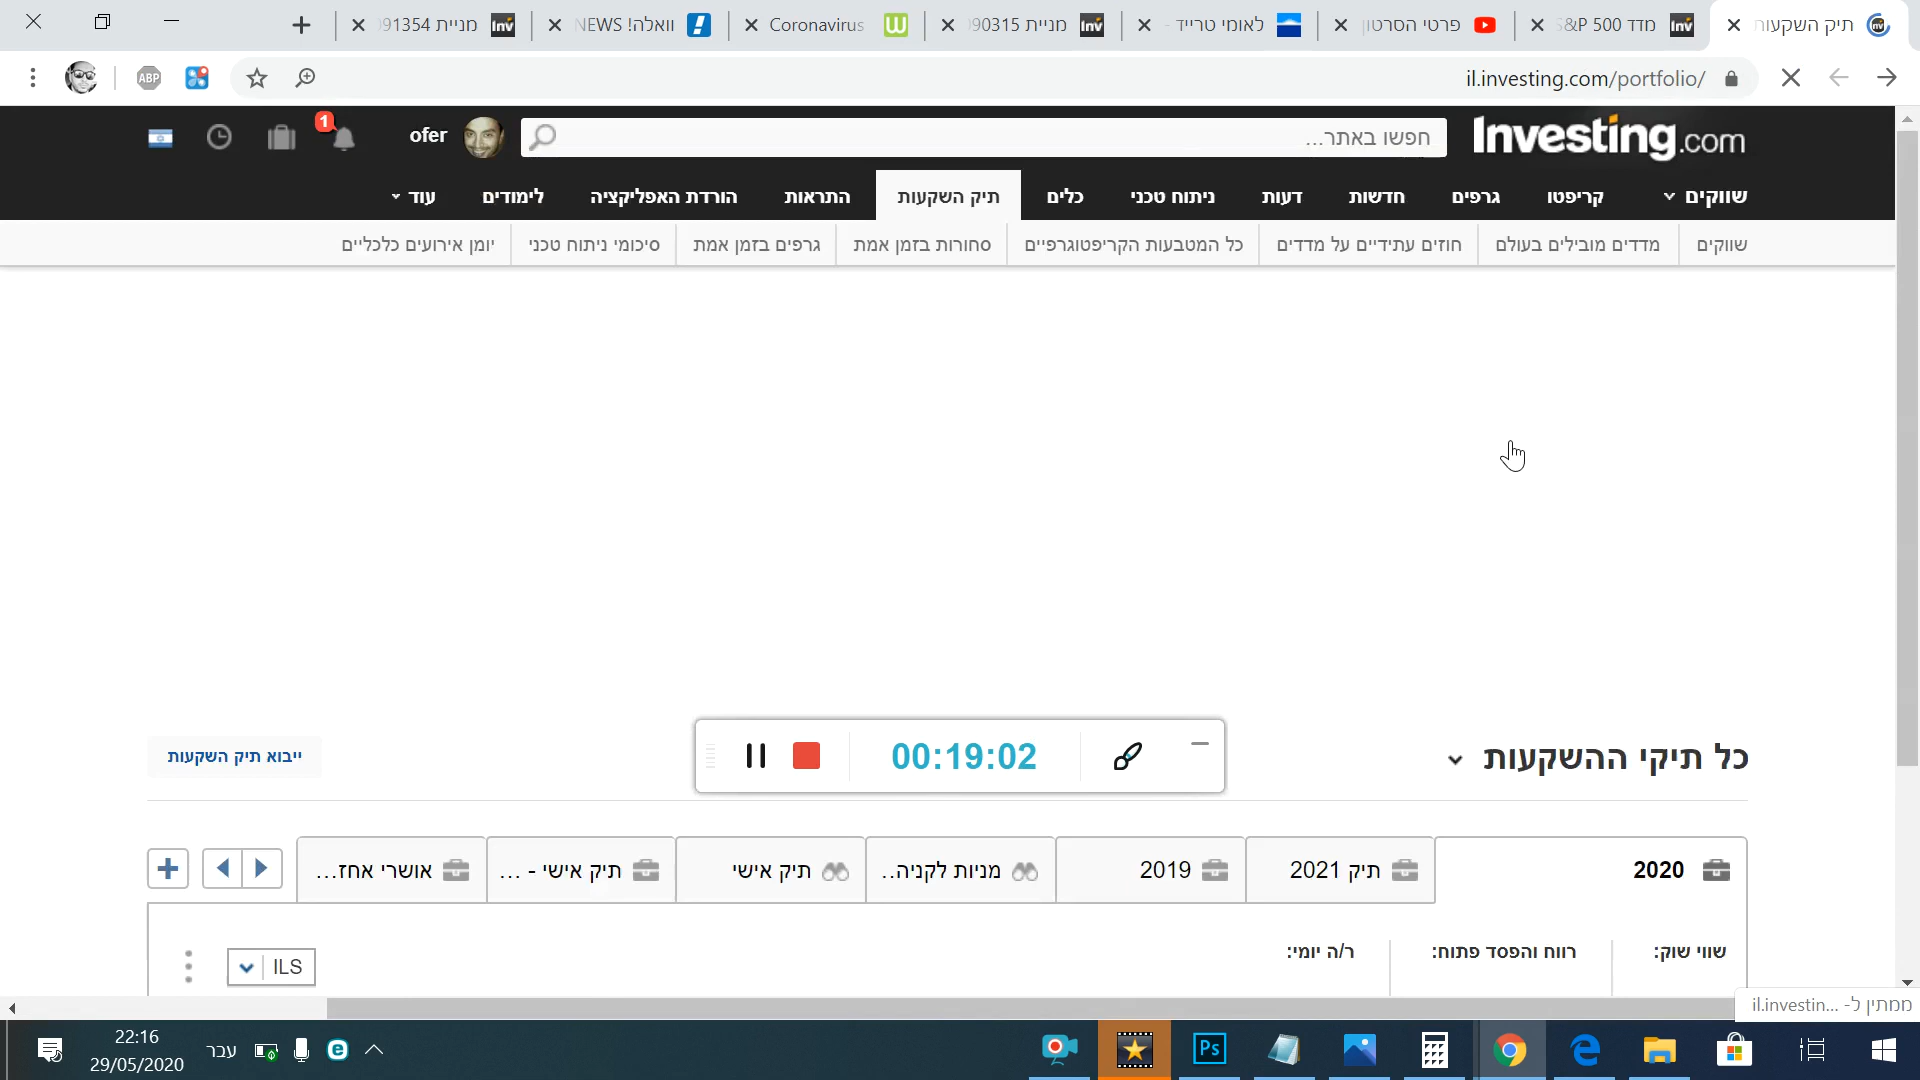 תיק השקעות
מדד S&P 500
פרטי הסרטון
לאומי טרייד -
מניית 90315
Coronavirus
וואלה! NEWS
מניית 91354
il.investing.com/portfolio/
ABP
Investing.com
חפשו באתר...
ofer
1
שווקים
קריפטו
גרפים
חדשות
דעות
ניתוח טכני
כלים
תיק השקעות
התראות
הורדת האפליקציה
לימודים
עוד
שווקים
מדדים מובילים בעולם
חוזים עתידיים על מדדים
כל המטבעות הקריפטוגרפיים
סחורות בזמן אמת
גרפים בזמן אמת
סיכומי ניתוח טכני
יומן אירועים כלכליים
כל תיקי ההשקעות
00:19:02
ייבוא תיק השקעות
2020
תיק 2021
2019
מניות לקניה..
תיק אישי
תיק אישי - ...
אושרי אחז...
שווי שוק:
רווח והפסד פתוח:
ר/ה יומי:
ILS
ממתין ל- il.investin...
Ps
עבר
22:16
29/05/2020